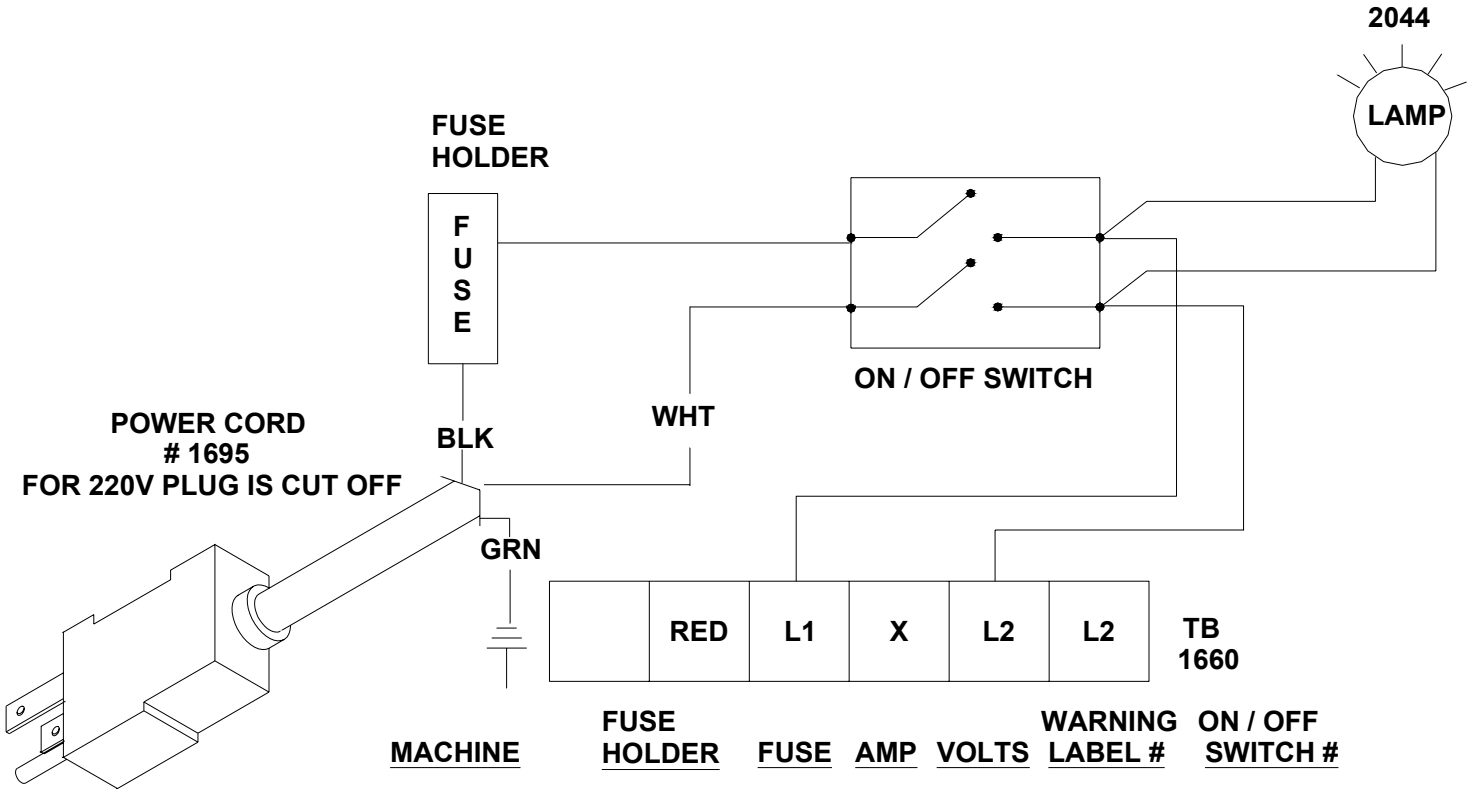 2044
LAMP
FUSE
HOLDER
F
U
S
E
ON / OFF SWITCH
WHT
BLK
POWER CORD
# 1695
FOR 220V PLUG IS CUT OFF
GRN
RED L1 X L2 L2
TB
1660
MACHINE
FUSE
HOLDER
FUSE
AMP
VOLTS
WARNING
LABEL #
ON / OFF
SWITCH #